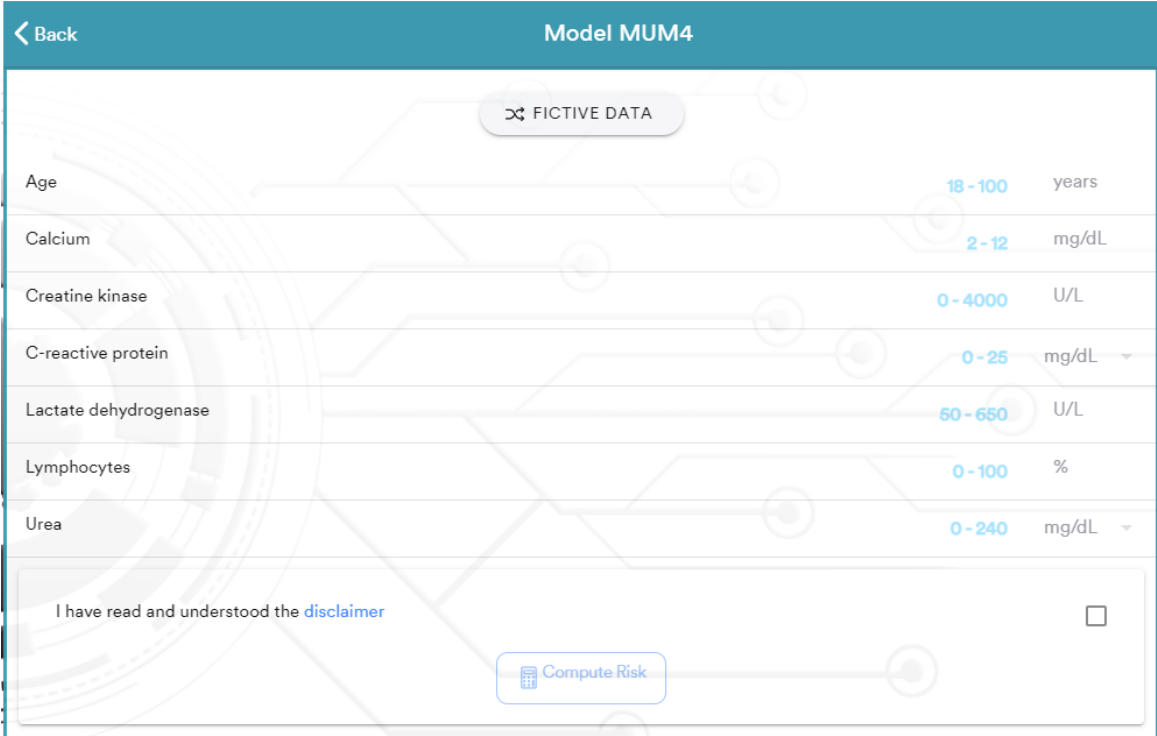 Back Model MUM4
FICTIVE DATA
Age 18 - 100 years
Calcium 2 - 12 mg/dL
Creatine kinase 0 - 4000 U/L
C-reactive protein 0 - 25 mg/dL
Lactate dehydrogenase 50 - 650 U/L
Lymphocytes 0 - 100 %
Urea 0 - 240 mg/dL
I have read and understood the disclaimer
Compute Risk